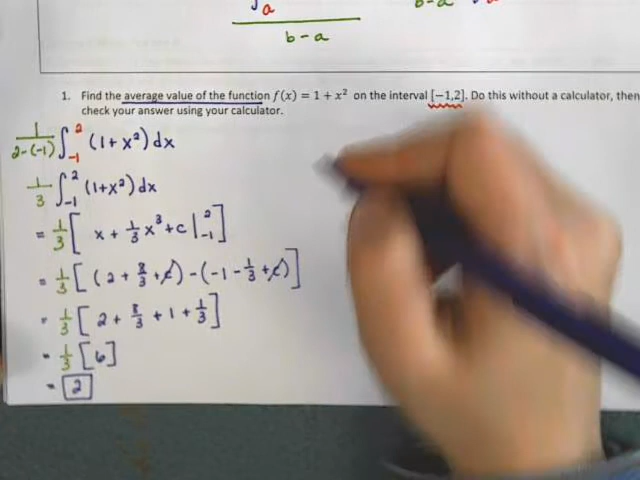 a
b-a
b-a
a
1. Find the average value of the function f(x) = 1 + x² on the interval [−1,2]. Do this without a calculator, then
check your answer using your calculator.
1/(2-(-1)) ∫_{-1}^{2} (1+x²) dx
1/3 ∫_{-1}^{2} (1+x²) dx
= 1/3 [ x + 1/3 x³ + c |_{-1}^{2} ]
= 1/3 [ (2 + 8/3 + c) - (-1 - 1/3 + c) ]
= 1/3 [ 2 + 8/3 + 1 + 1/3 ]
= 1/3 [6]
= 2